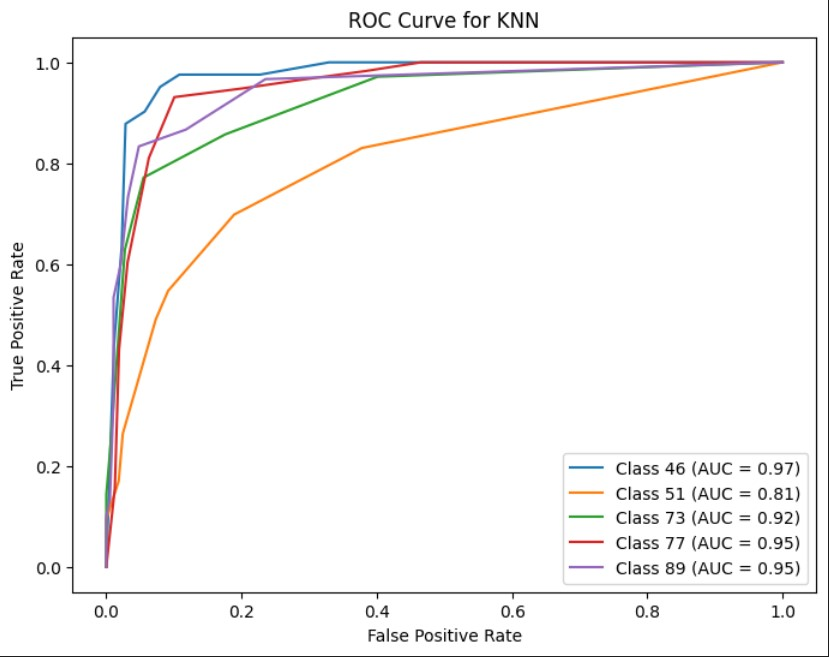 ROC Curve for KNN
True Positive Rate
1.0
0.8
0.6
0.4
0.2
0.0
Class 46 (AUC = 0.97)
Class 51 (AUC = 0.81)
Class 73 (AUC = 0.92)
Class 77 (AUC = 0.95)
Class 89 (AUC = 0.95)
0.0 0.2 0.4 0.6 0.8 1.0
False Positive Rate